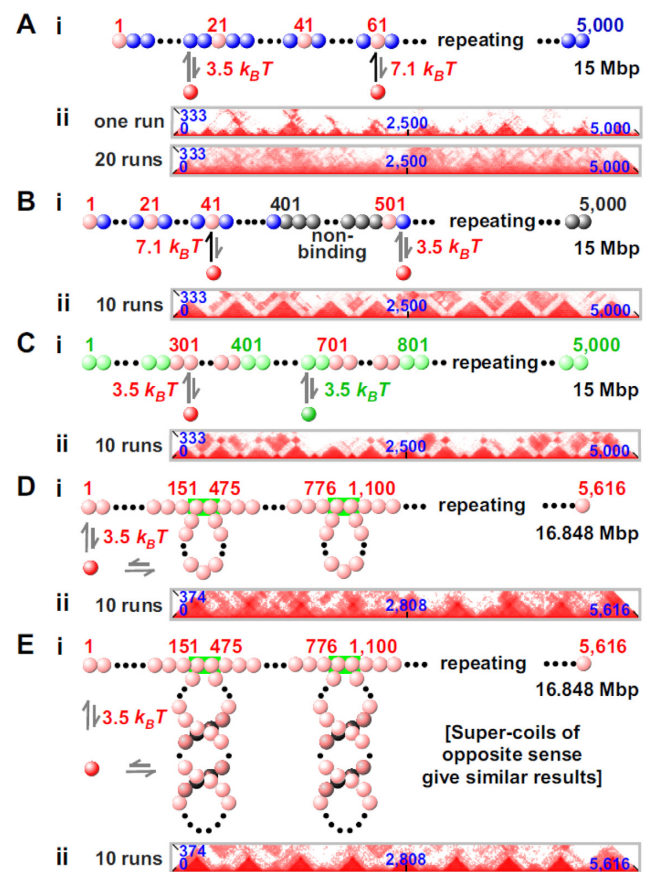 A i 1 21 41 61 5,000
repeating
3.5 kBT 7.1 kBT 15 Mbp
ii one run 333 0 2,500 5,000
20 runs 333 0 2,500 5,000
B i 1 21 41 401 501 5,000
repeating
non-
binding
7.1 kBT 3.5 kBT 15 Mbp
ii 10 runs 333 0 2,500 5,000
C i 1 301 401 701 801 5,000
repeating
3.5 kBT 3.5 kBT 15 Mbp
ii 10 runs 333 0 2,500 5,000
D i 1 151 475 776 1,100 5,616
repeating
3.5 kBT 16.848 Mbp
ii 10 runs 374 0 2,808 5,616
E i 1 151 475 776 1,100 5,616
repeating
16.848 Mbp
3.5 kBT
[Super-coils of
opposite sense
give similar results]
ii 10 runs 374 0 2,808 5,616